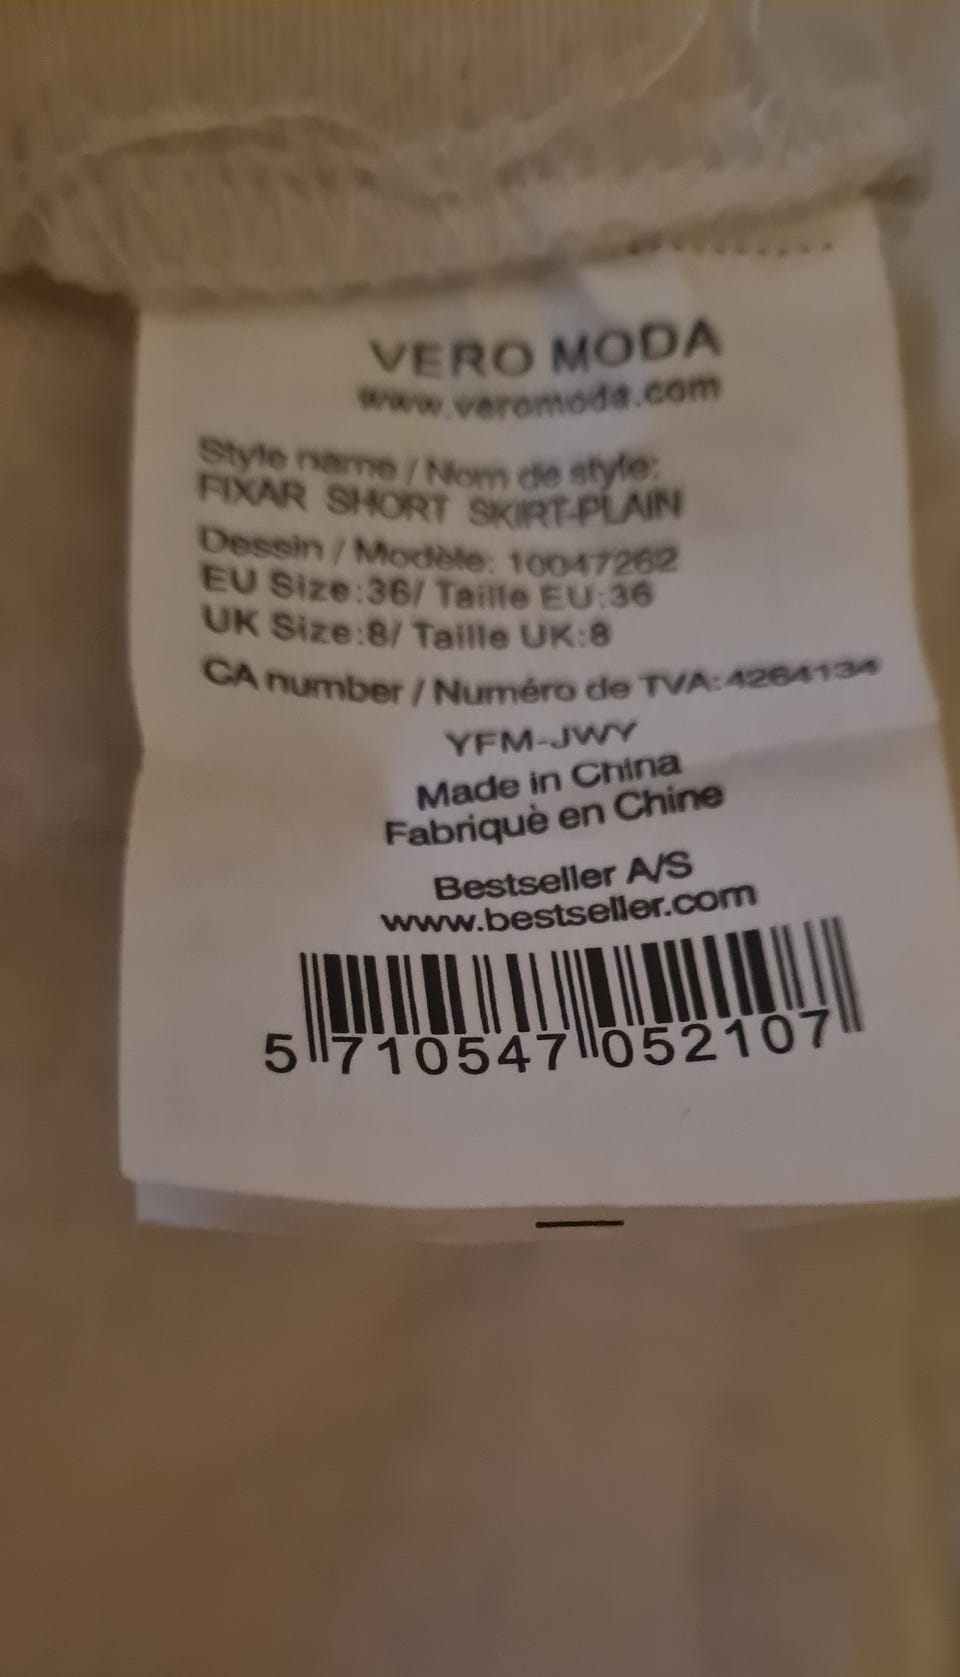 VERO MODA
www.veromoda.com
Style name / Nom de style:
FIXAR SHORT SKIRT-PLAIN
Dessin / Modèle: 10047262
EU Size:36/ Taille EU:36
UK Size:8/ Taille UK:8
CA number / Numéro de TVA:4264134
YFM-JWY
Made in China
Fabriquè en Chine
Bestseller A/S
www.bestseller.com
5 710547 052107